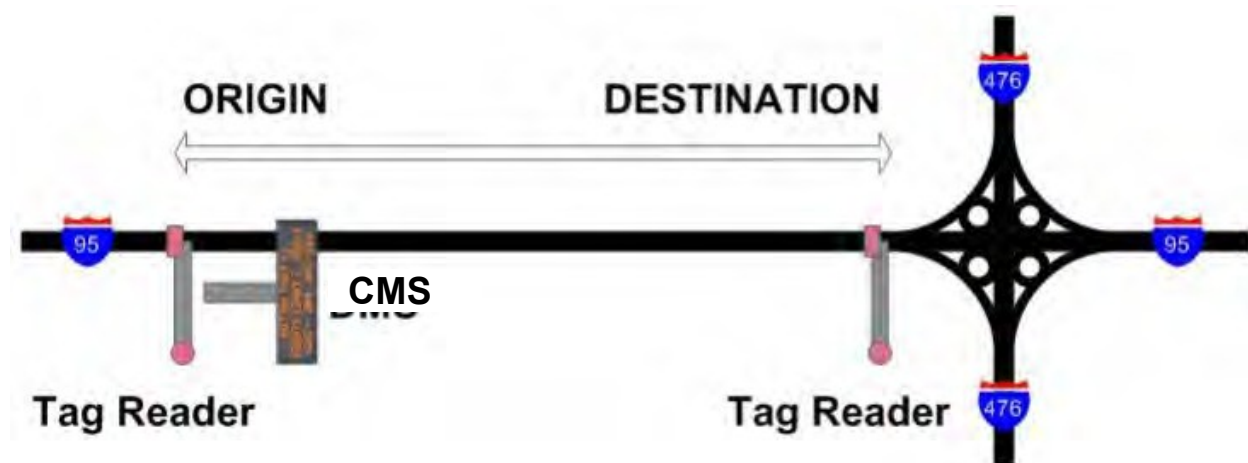 476
ORIGIN DESTINATION
95 95
CMS
Tag Reader Tag Reader 476